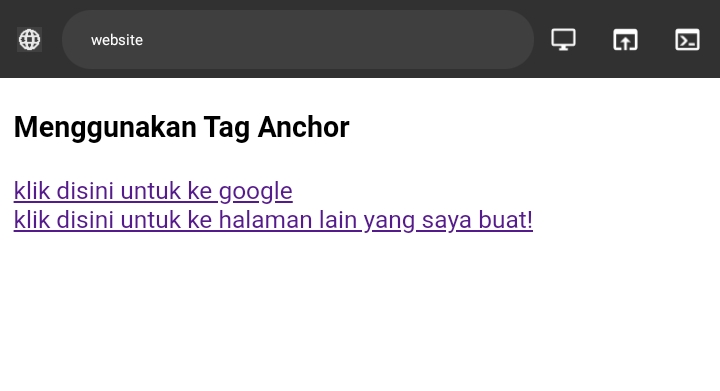 website
Menggunakan Tag Anchor
klik disini untuk ke google
klik disini untuk ke halaman lain yang saya buat!